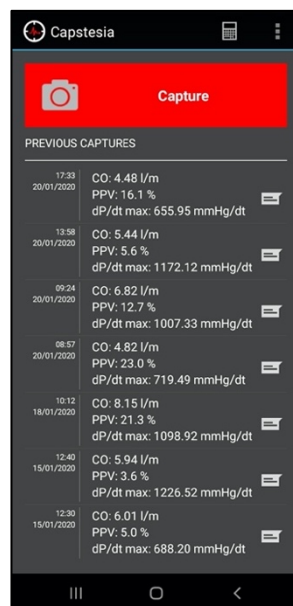 Capstesia
Capture
PREVIOUS CAPTURES
17:33
20/01/2020
CO: 4.48 l/m
PPV: 16.1 %
dP/dt max: 655.95 mmHg/dt
13:58
20/01/2020
CO: 5.44 l/m
PPV: 5.6 %
dP/dt max: 1172.12 mmHg/dt
09:24
20/01/2020
CO: 6.82 l/m
PPV: 12.7 %
dP/dt max: 1007.33 mmHg/dt
08:57
20/01/2020
CO: 4.82 l/m
PPV: 23.0 %
dP/dt max: 719.49 mmHg/dt
10:12
18/01/2020
CO: 8.15 l/m
PPV: 21.3 %
dP/dt max: 1098.92 mmHg/dt
12:40
15/01/2020
CO: 5.94 l/m
PPV: 3.6 %
dP/dt max: 1226.52 mmHg/dt
12:30
15/01/2020
CO: 6.01 l/m
PPV: 5.0 %
dP/dt max: 688.20 mmHg/dt